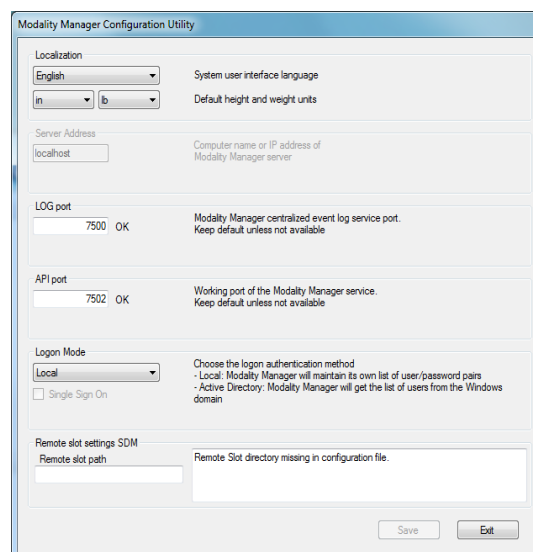 Modality Manager Configuration Utility
Localization
English System user interface language
in lb Default height and weight units
Server Address
localhost Computer name or IP address of
Modality Manager server
LOG port
7500 OK Modality Manager centralized event log service port.
Keep default unless not available
API port
7502 OK Working port of the Modality Manager service.
Keep default unless not available
Logon Mode
Local Choose the logon authentication method
- Local: Modality Manager will maintain its own list of user/password pairs
Single Sign On - Active Directory: Modality Manager will get the list of users from the Windows
domain
Remote slot settings SDM
Remote slot path Remote Slot directory missing in configuration file.
Save Exit